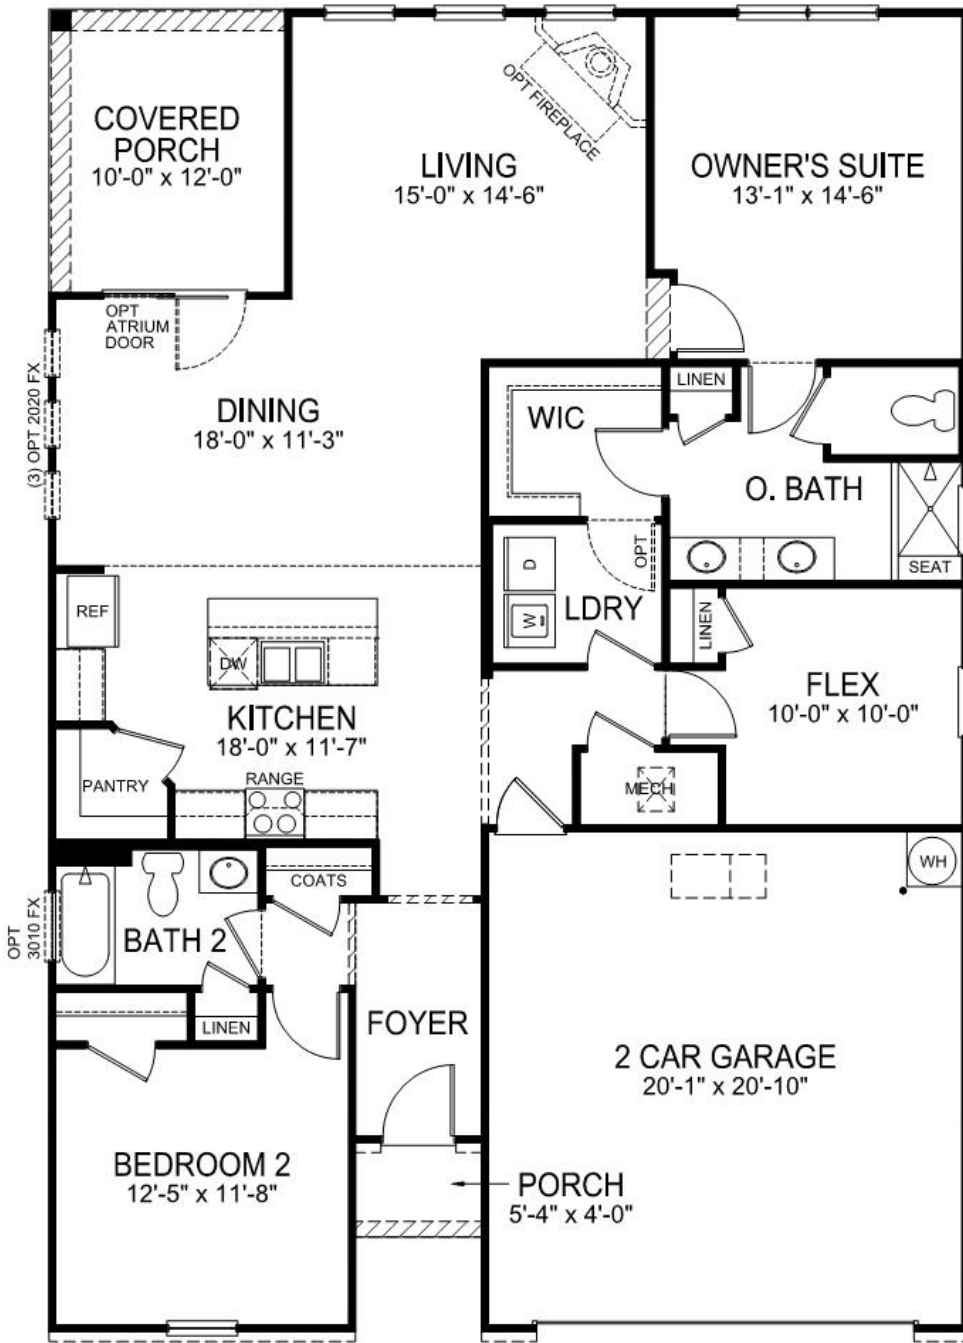 COVERED
PORCH
10'-0" x 12'-0"
LIVING
15'-0" x 14'-6"
OPT FIREPLACE
OWNER'S SUITE
13'-1" x 14'-6"
OPT
ATRIUM
DOOR
(3) OPT 2020 FX
DINING
18'-0" x 11'-3"
WIC
LINEN
O. BATH
SEAT
OPT
D
W
LDRY
LINEN
FLEX
10'-0" x 10'-0"
REF
DW
KITCHEN
18'-0" x 11'-7"
RANGE
PANTRY
MECH
WH
COATS
OPT
3010 FX
BATH 2
LINEN
FOYER
2 CAR GARAGE
20'-1" x 20'-10"
BEDROOM 2
12'-5" x 11'-8"
PORCH
5'-4" x 4'-0"